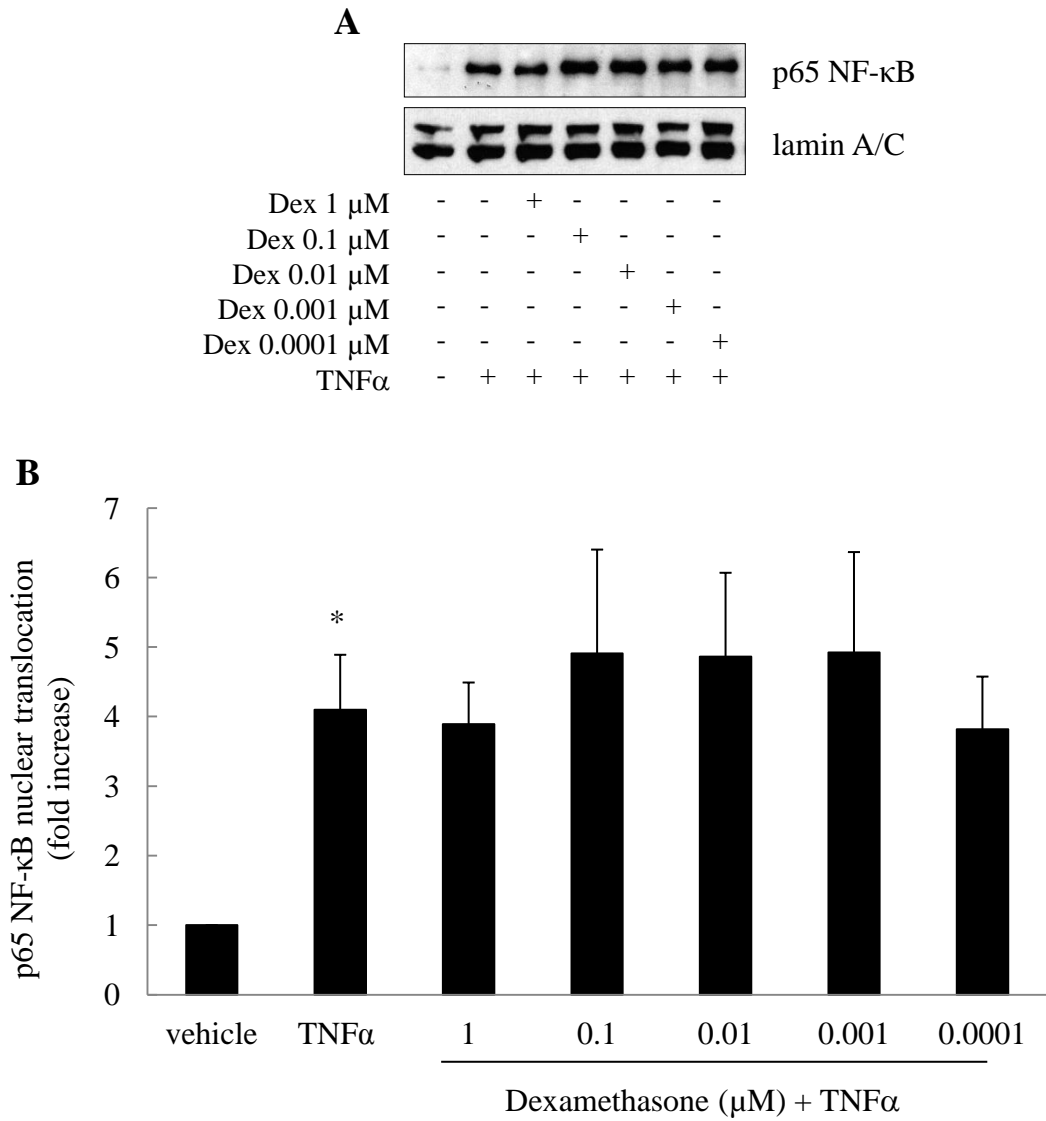 A
p65 NF-κB
lamin A/C
Dex 1 μM - - + - - - -
Dex 0.1 μM - - - + - - -
Dex 0.01 μM - - - - + - -
Dex 0.001 μM - - - - - + -
Dex 0.0001 μM - - - - - - +
TNFα - + + + + + +
B
p65 NF-κB nuclear translocation
(fold increase)
7
6
5
4
3
2
1
0
*
vehicle TNFα 1 0.1 0.01 0.001 0.0001
Dexamethasone (μM) + TNFα